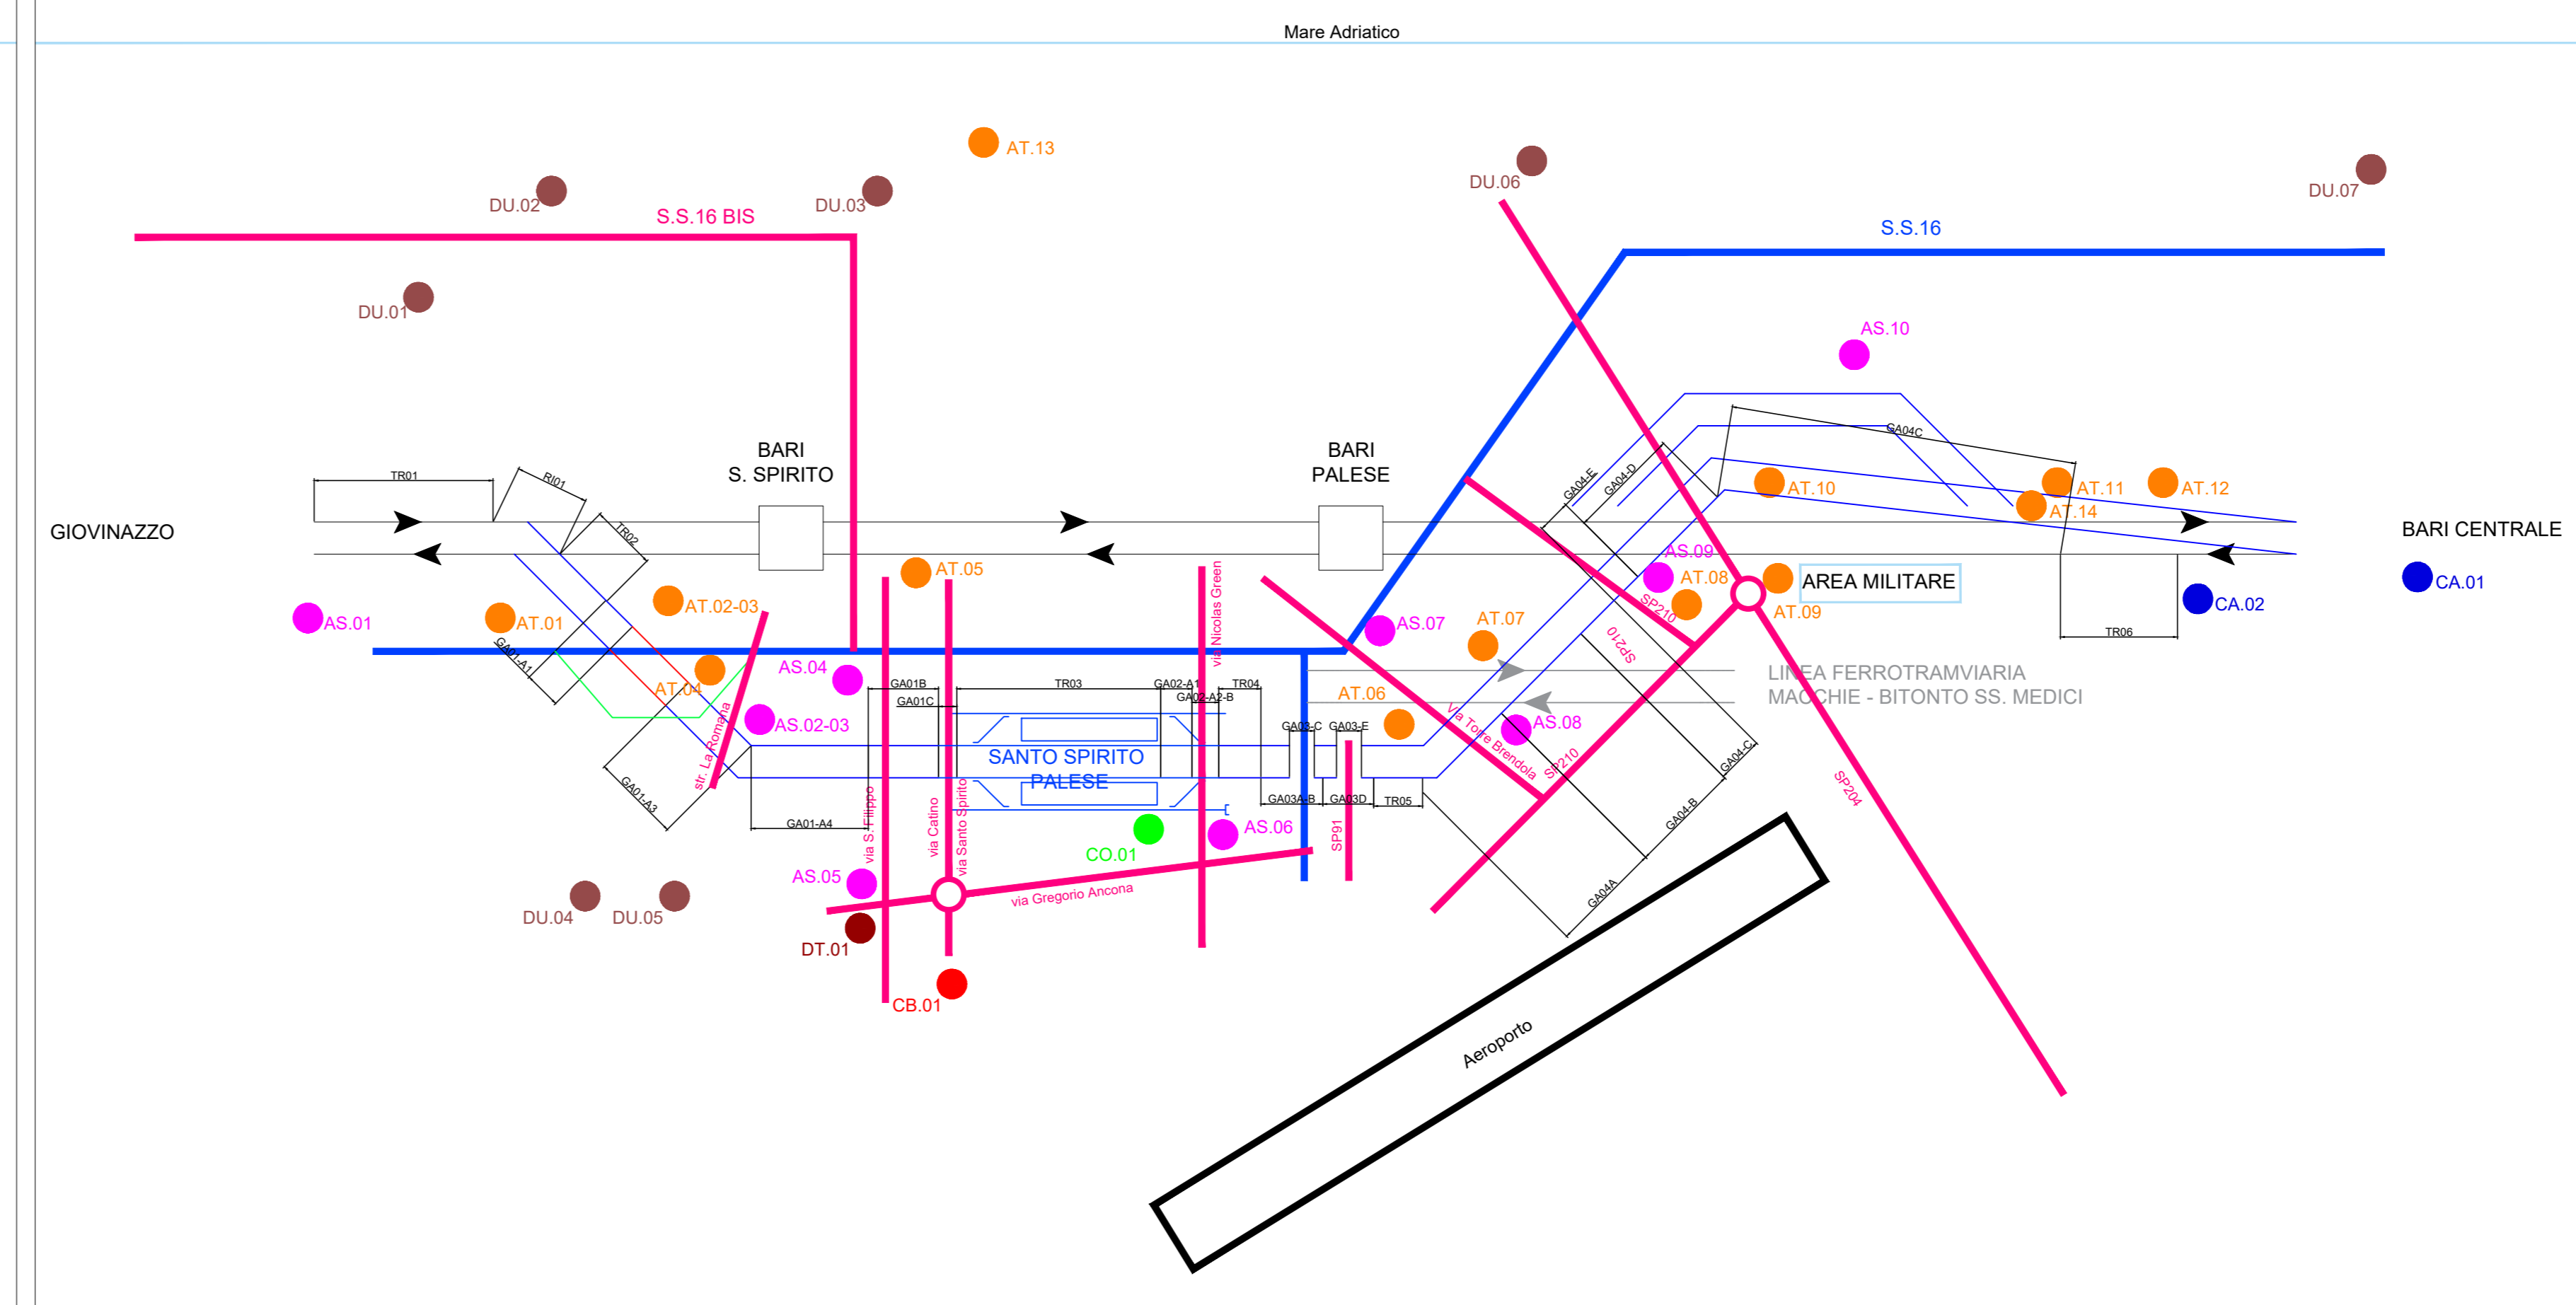 Mare Adriatico
AT.13
DU.02
DU.03
DU.06
DU.07
S.S.16 BIS
S.S.16
DU.01
AS.10
GA04C
BARI
S. SPIRITO
BARI
PALESE
TR01
RI01
TR02
GA04-E
GA04-D
AT.10
AT.11
AT.12
AT.14
GIOVINAZZO
BARI CENTRALE
AS.09
AT.05
AT.08
AREA MILITARE
CA.01
CA.02
AT.02-03
SP210
AT.09
AS.01
AT.01
via Nicolas Green
AS.07
AT.07
TR06
GA01-A1
SP210
AS.04
LINEA FERROTRAMVIARIA
MACCHIE - BITONTO SS. MEDICI
AT.04
GA01B
TR03
GA02-A1
TR04
GA02-A2-B
GA01C
AT.06
Via Torre Brendola
AS.02-03
AS.08
GA03-C
GA03-E
str. La Romana
SANTO SPIRITO
PALESE
SP210
GA04-C
GA01-A3
GA01-A4
via S. Filippo
via Catino
via Santo Spirito
GA03A-B
GA03D
TR05
SP204
GA04-B
SP91
AS.06
CO.01
AS.05
via Gregorio Ancona
GA04A
DU.04
DU.05
DT.01
CB.01
Aeroporto